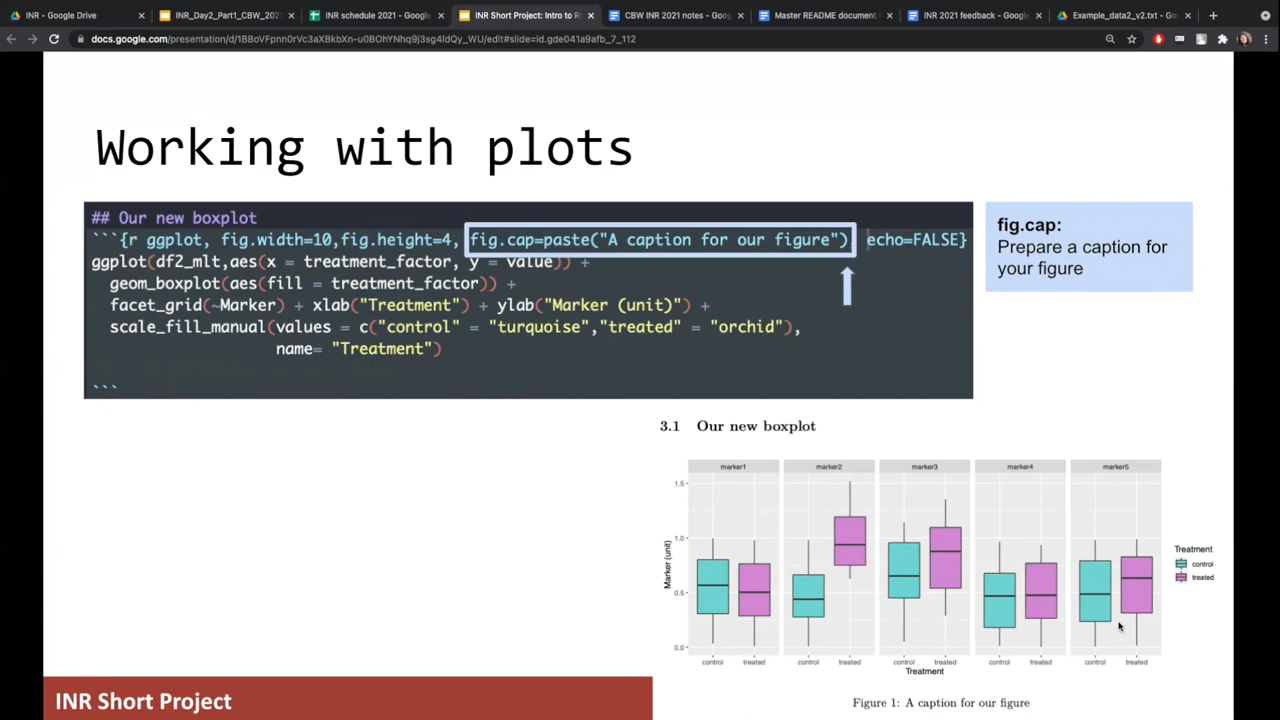 INR - Google Drive
INR_Day2_Part1_CBW_202
INR schedule 2021 - Google
INR Short Project: Intro to R
CBW INR 2021 notes - Google
Master README document
INR 2021 feedback - Google
Example_data2_v2.txt - Goo
docs.google.com/presentation/d/1BBoVFpnn0rVc3aXBkbXn-u0BOhYNhq9j3sg4IdQy_WU/edit#slide=id.gde041a9afb_7_112
Working with plots
## Our new boxplot
```{r ggplot, fig.width=10,fig.height=4, fig.cap=paste("A caption for our figure"), echo=FALSE}
ggplot(df2_mlt,aes(x = treatment_factor, y = value)) +
geom_boxplot(aes(fill = treatment_factor)) +
facet_grid(~Marker) + xlab("Treatment") + ylab("Marker (unit)") +
scale_fill_manual(values = c("control" = "turquoise","treated" = "orchid"),
name= "Treatment")
```
fig.cap:
Prepare a caption for
your figure
3.1 Our new boxplot
marker1 marker2 marker3 marker4 marker5
1.5
1.0
0.5
0.0
Marker (unit)
control treated control treated control treated control treated control treated
Treatment
Treatment
control
treated
Figure 1: A caption for our figure
INR Short Project